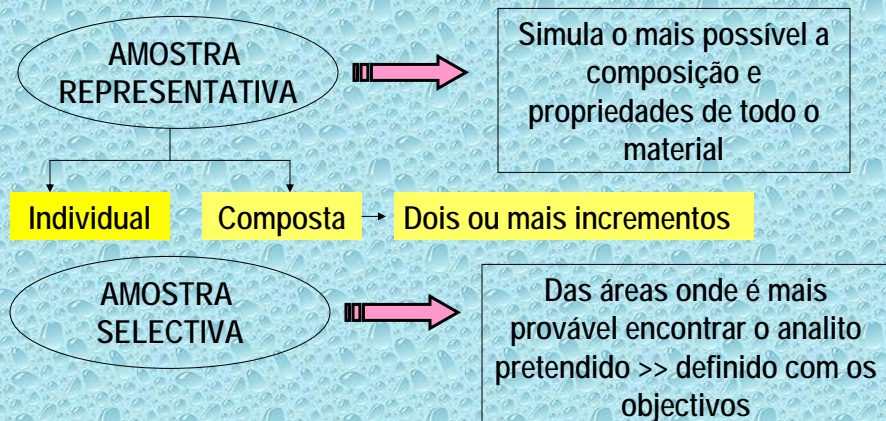 AMOSTRA
REPRESENTATIVA
Simula o mais possível a
composição e
propriedades de todo o
material
Individual
Composta
Dois ou mais incrementos
AMOSTRA
SELECTIVA
Das áreas onde é mais
provável encontrar o analito
pretendido >> definido com os
objectivos